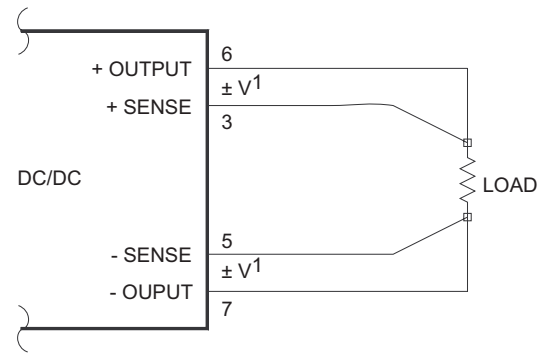 6
+ OUTPUT
± V1
+ SENSE
3
DC/DC
LOAD
5
- SENSE
± V1
- OUPUT
7